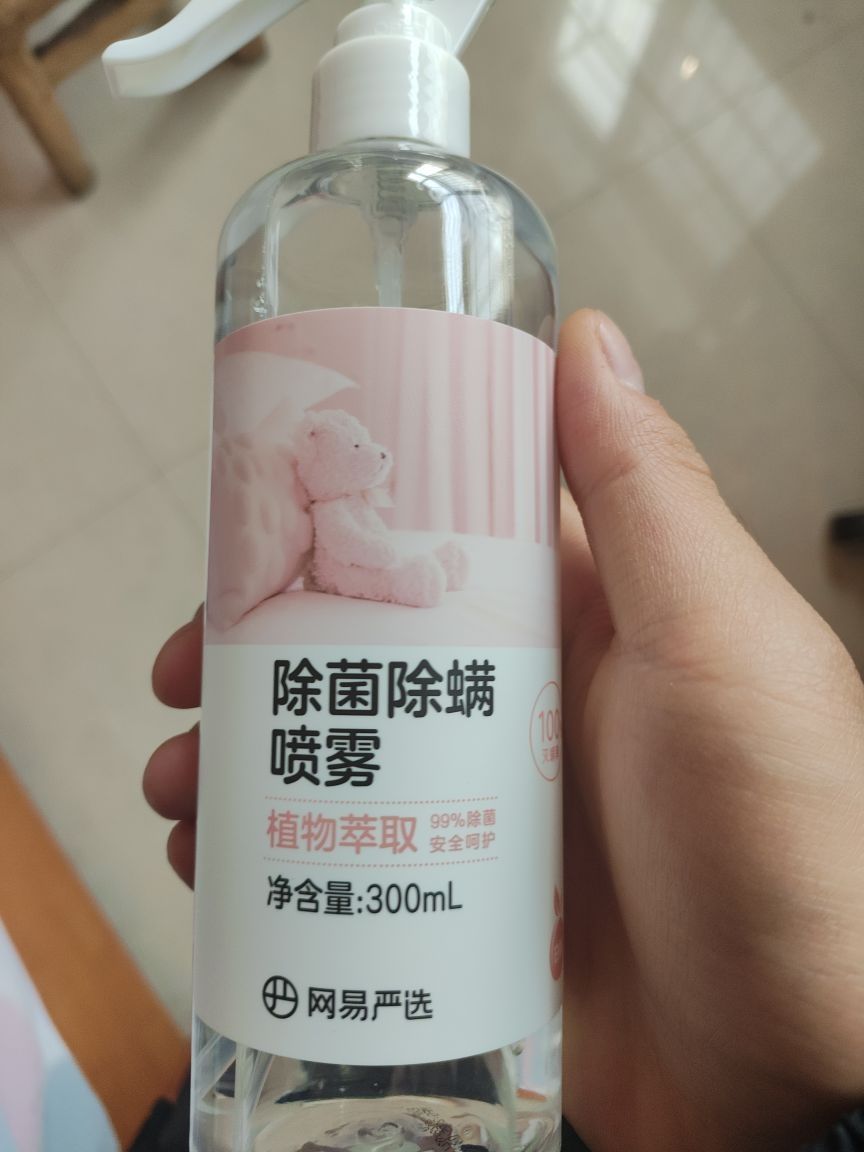 除菌除螨
喷雾
植物萃取
99%除菌
安全呵护
净含量:300mL
网易严选
100